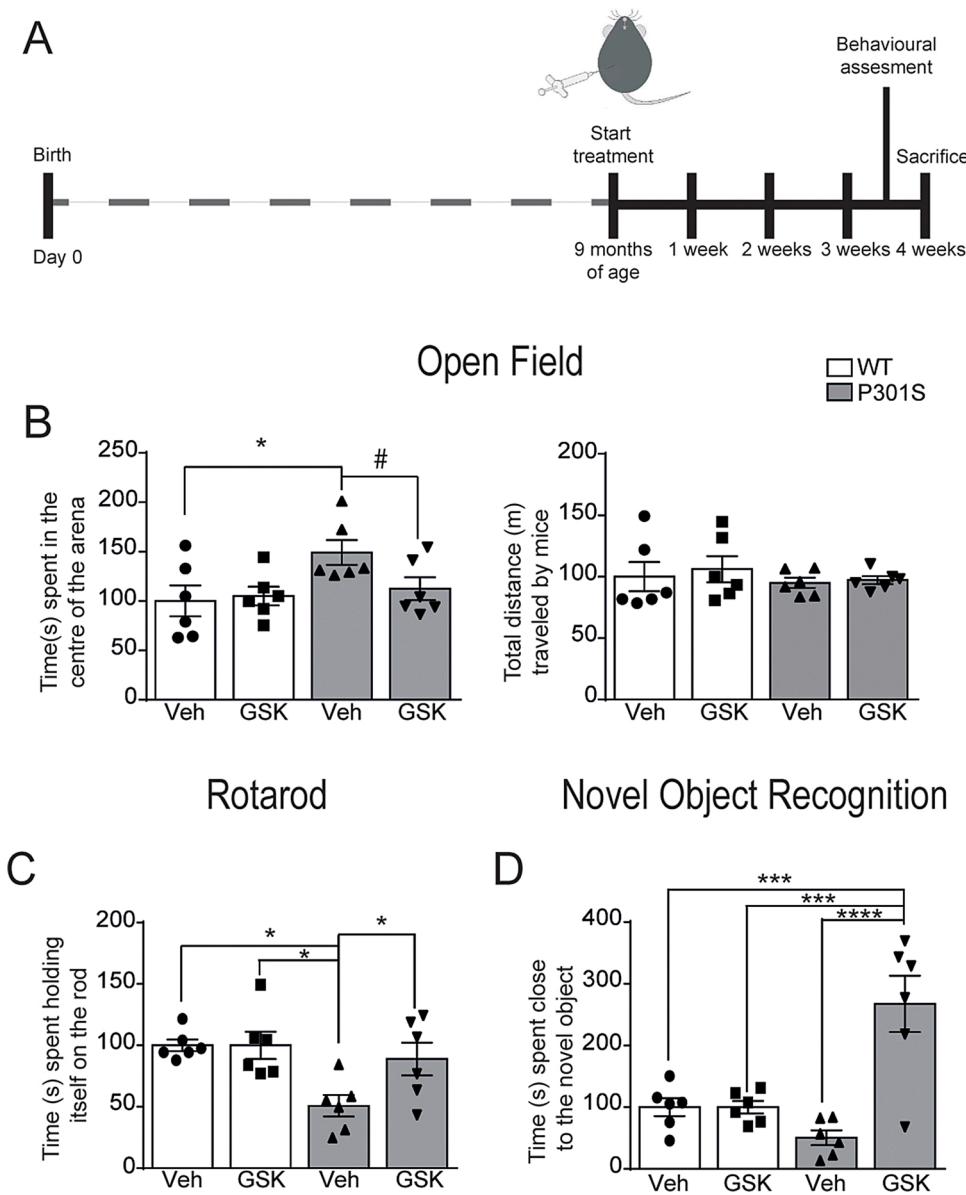 A
Behavioural
assesment
Birth
Start
treatment
Sacrifice
Day 0
9 months
of age
1 week
2 weeks
3 weeks
4 weeks
Open Field
WT
P301S
B
Time(s) spent in the
centre of the arena
250
200
150
100
50
0
*
#
Veh
GSK
Veh
GSK
Total distance (m)
traveled by mice
200
150
100
50
0
Veh
GSK
Veh
GSK
Rotarod
Novel Object Recognition
C
Time (s) spent holding
itself on the rod
200
150
100
50
0
*
*
*
Veh
GSK
Veh
GSK
D
Time (s) spent close
to the novel object
400
300
200
100
0
***
***
****
Veh
GSK
Veh
GSK